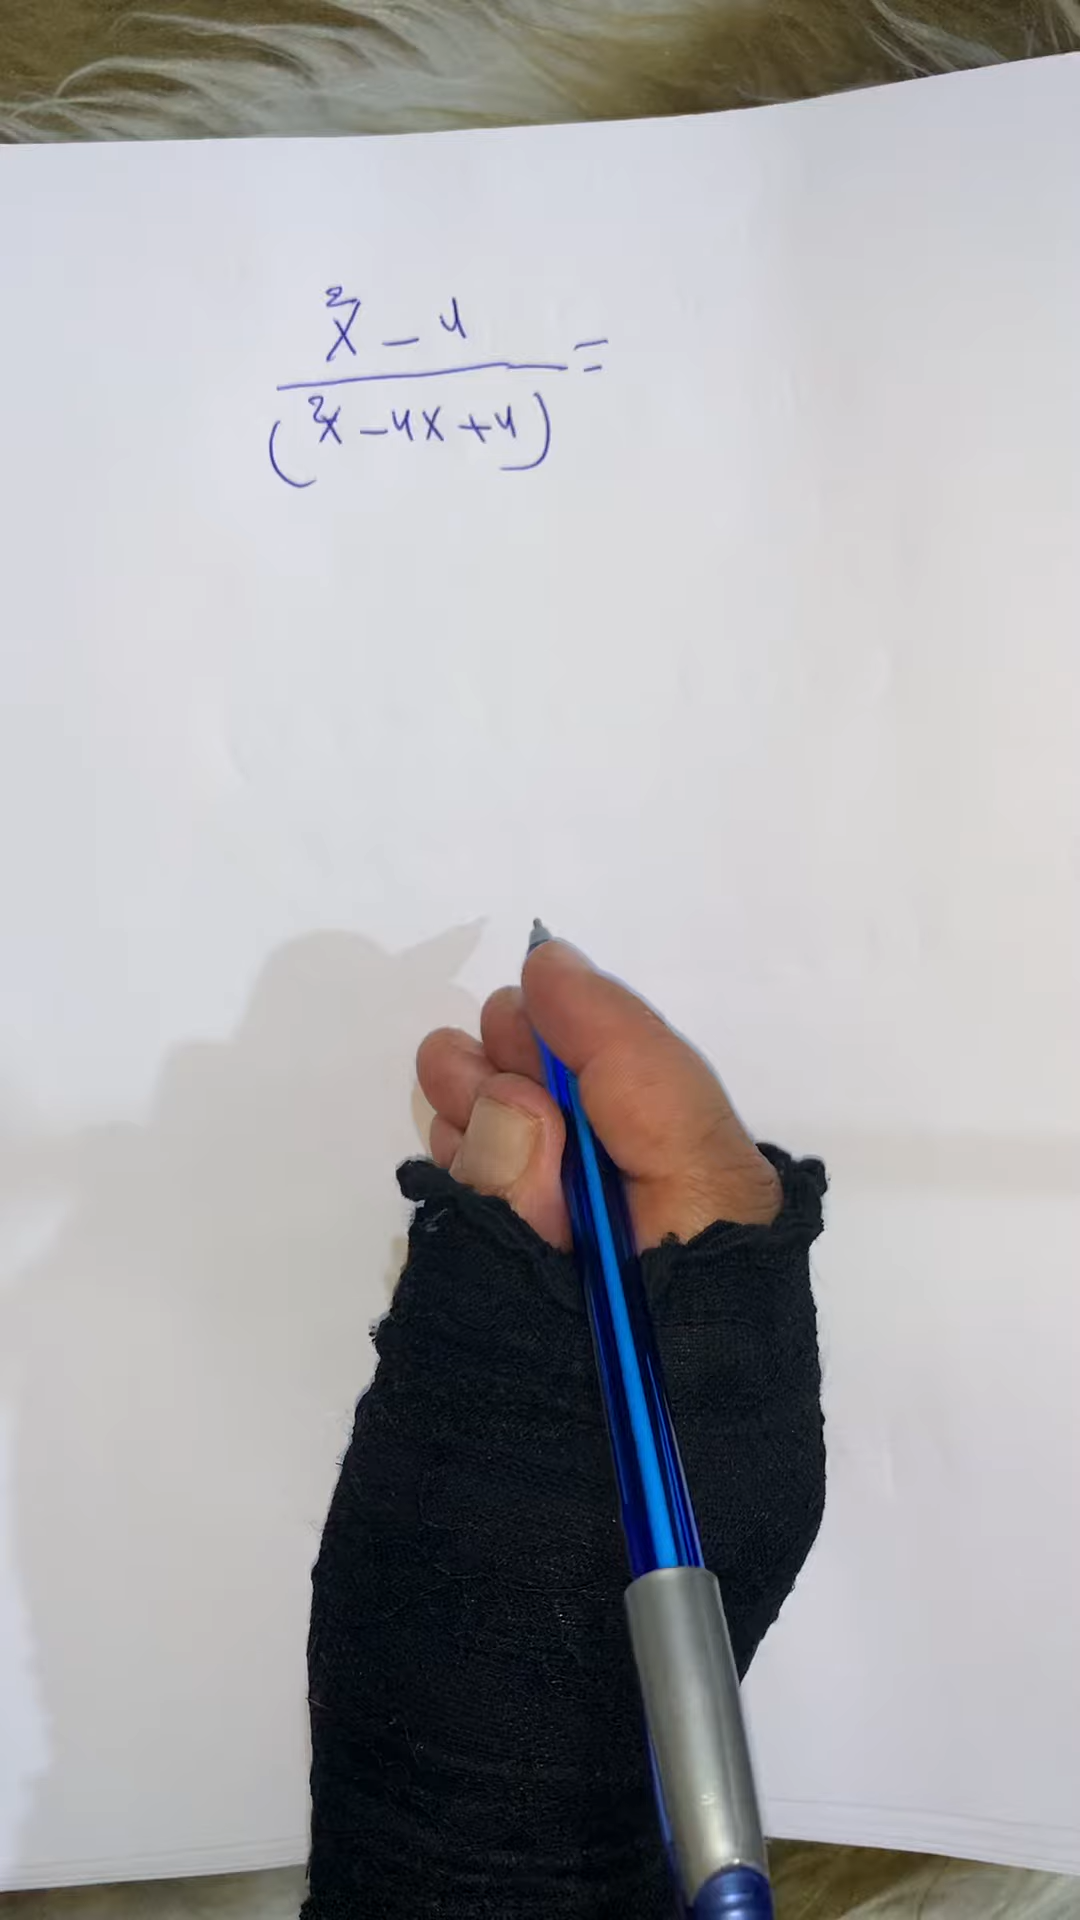 x² - 4
=
(x² - 4x + 4)